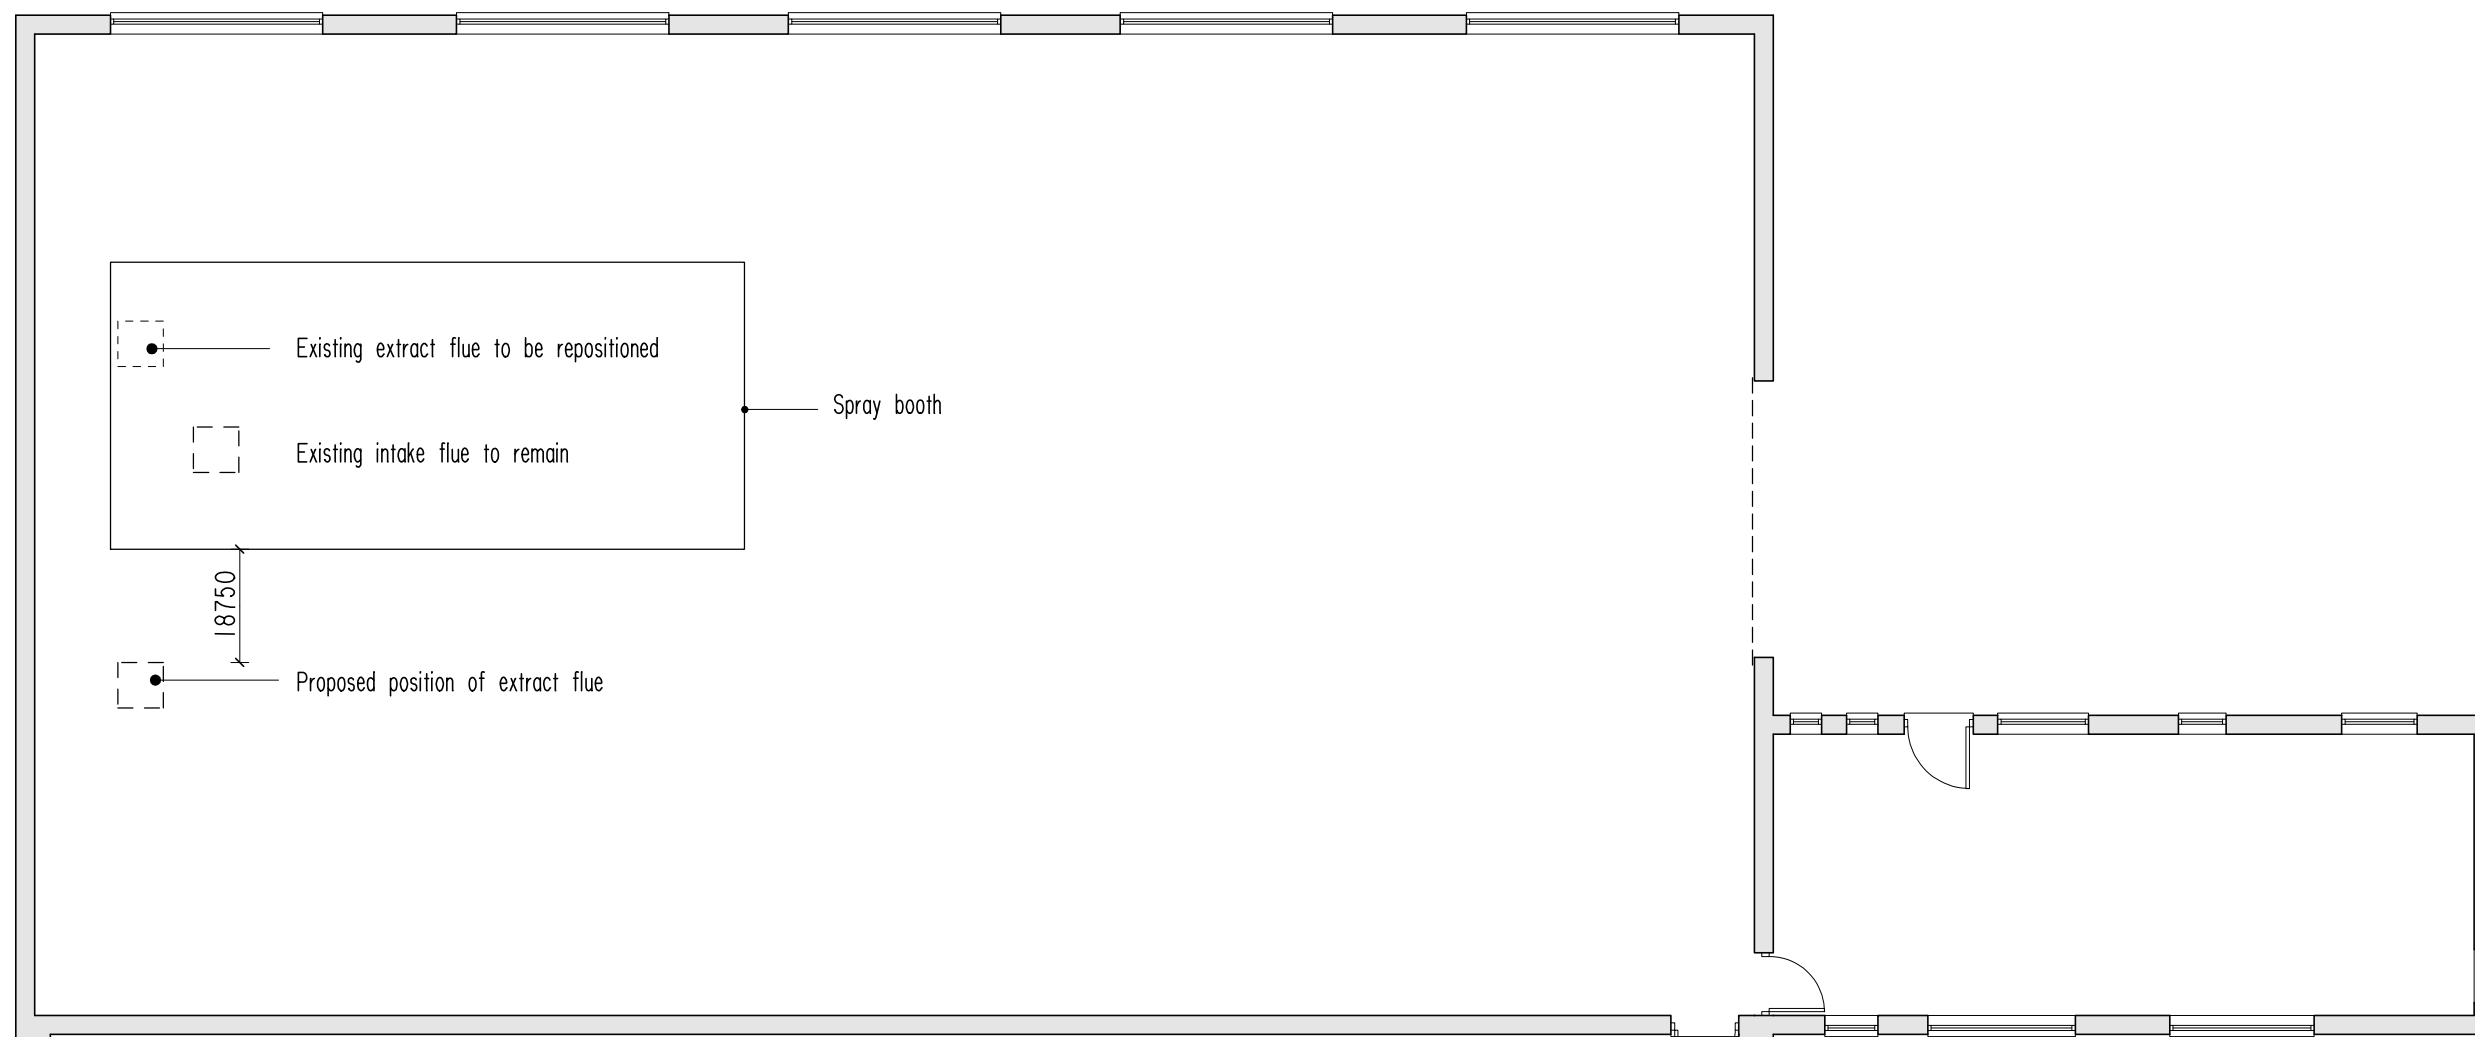 Existing extract flue to be repositioned
Spray booth
Existing intake flue to remain
18750
Proposed position of extract flue